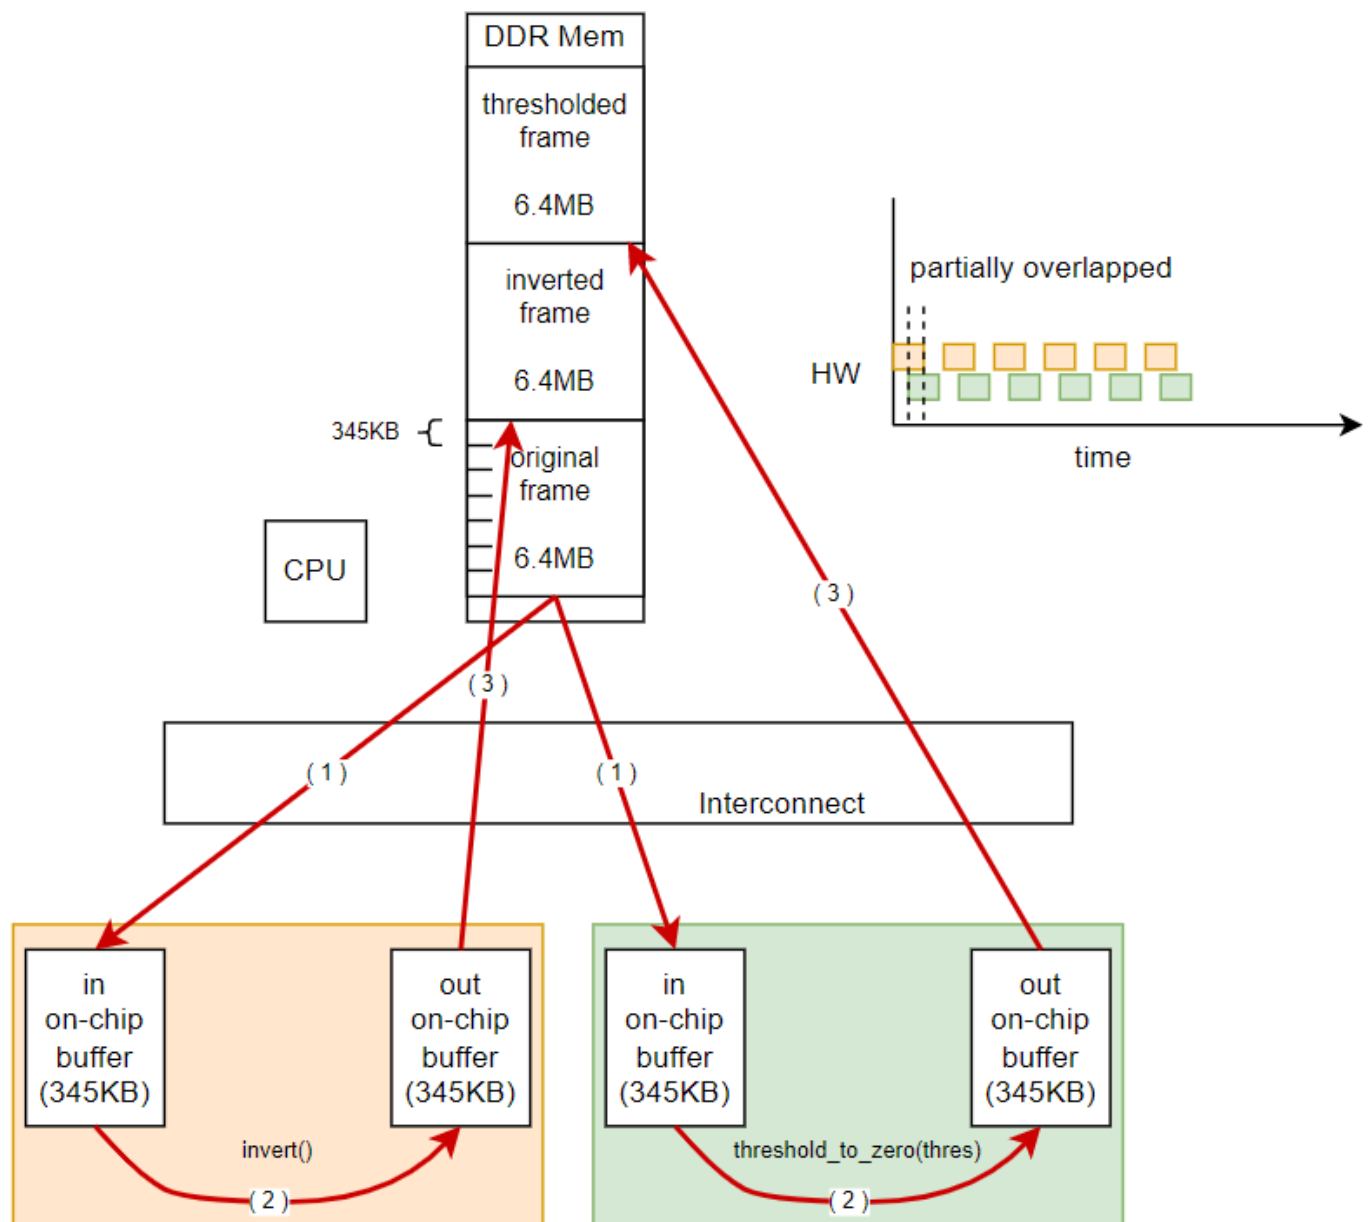 DDR Mem
thresholded
frame
6.4MB
inverted
frame
6.4MB
345KB
original
frame
6.4MB
CPU
partially overlapped
HW
time
( 3 )
( 3 )
( 1 )
( 1 )
Interconnect
in
on-chip
buffer
(345KB)
out
on-chip
buffer
(345KB)
invert()
( 2 )
in
on-chip
buffer
(345KB)
out
on-chip
buffer
(345KB)
threshold_to_zero(thres)
( 2 )